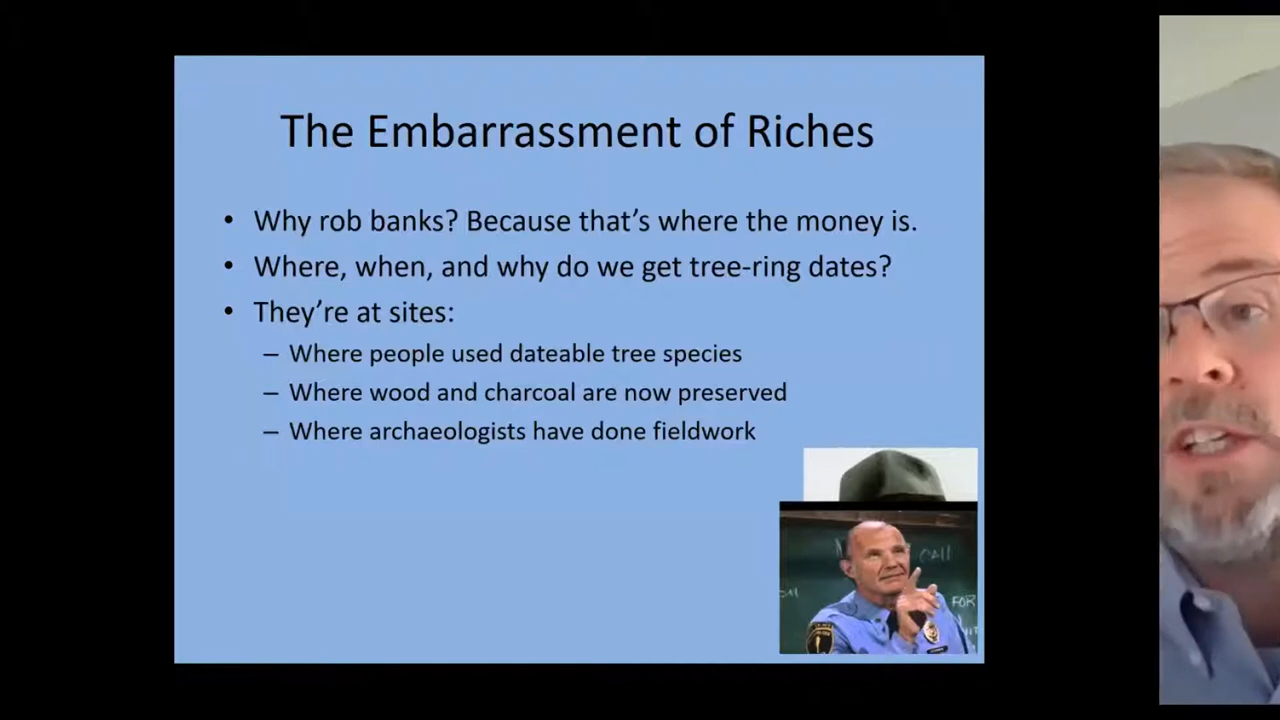 The Embarrassment of Riches
• Why rob banks? Because that’s where the money is.
• Where, when, and why do we get tree-ring dates?
• They’re at sites:
– Where people used dateable tree species
– Where wood and charcoal are now preserved
– Where archaeologists have done fieldwork
CALL
FOR